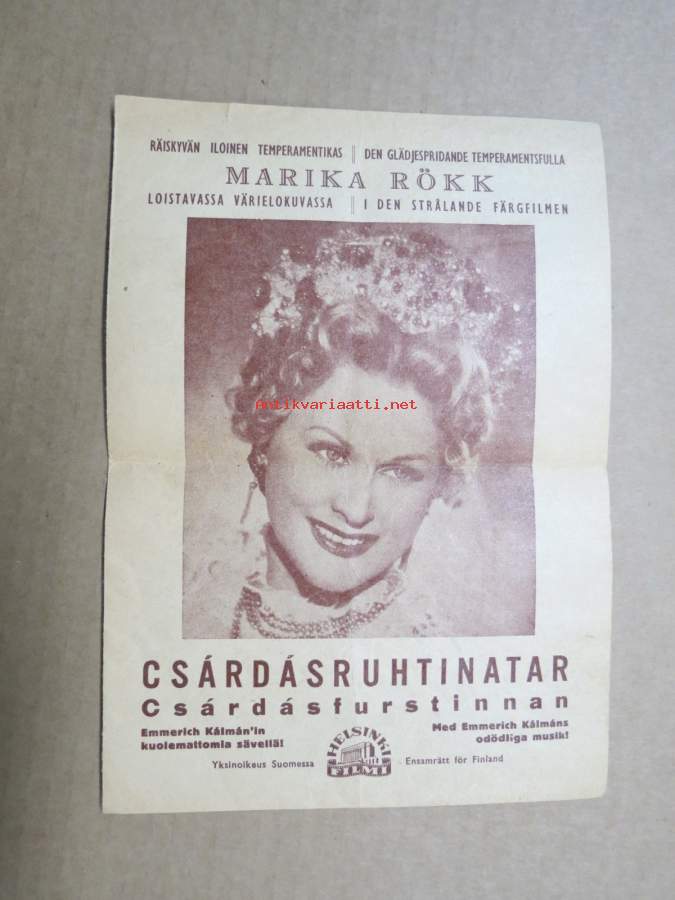 RÄISKYVÄN ILOINEN TEMPERAMENTIKAS || DEN GLÄDJESPRIDANDE TEMPERAMENTSFULLA
MARIKA RÖKK
LOISTAVASSA VÄRIELOKUVASSA || I DEN STRÅLANDE FÄRGFILMEN
antikvariaatti.net
CSÁRDÁSRUHTINATAR
Csárdásfurstinnan
Emmerich Kálmán'in
kuolemattomia sävellä!
Med Emmerich Kálmáns
odödliga musik!
Yksinoikeus Suomessa
HELSINKI
FILMI
Ensamrätt för Finland